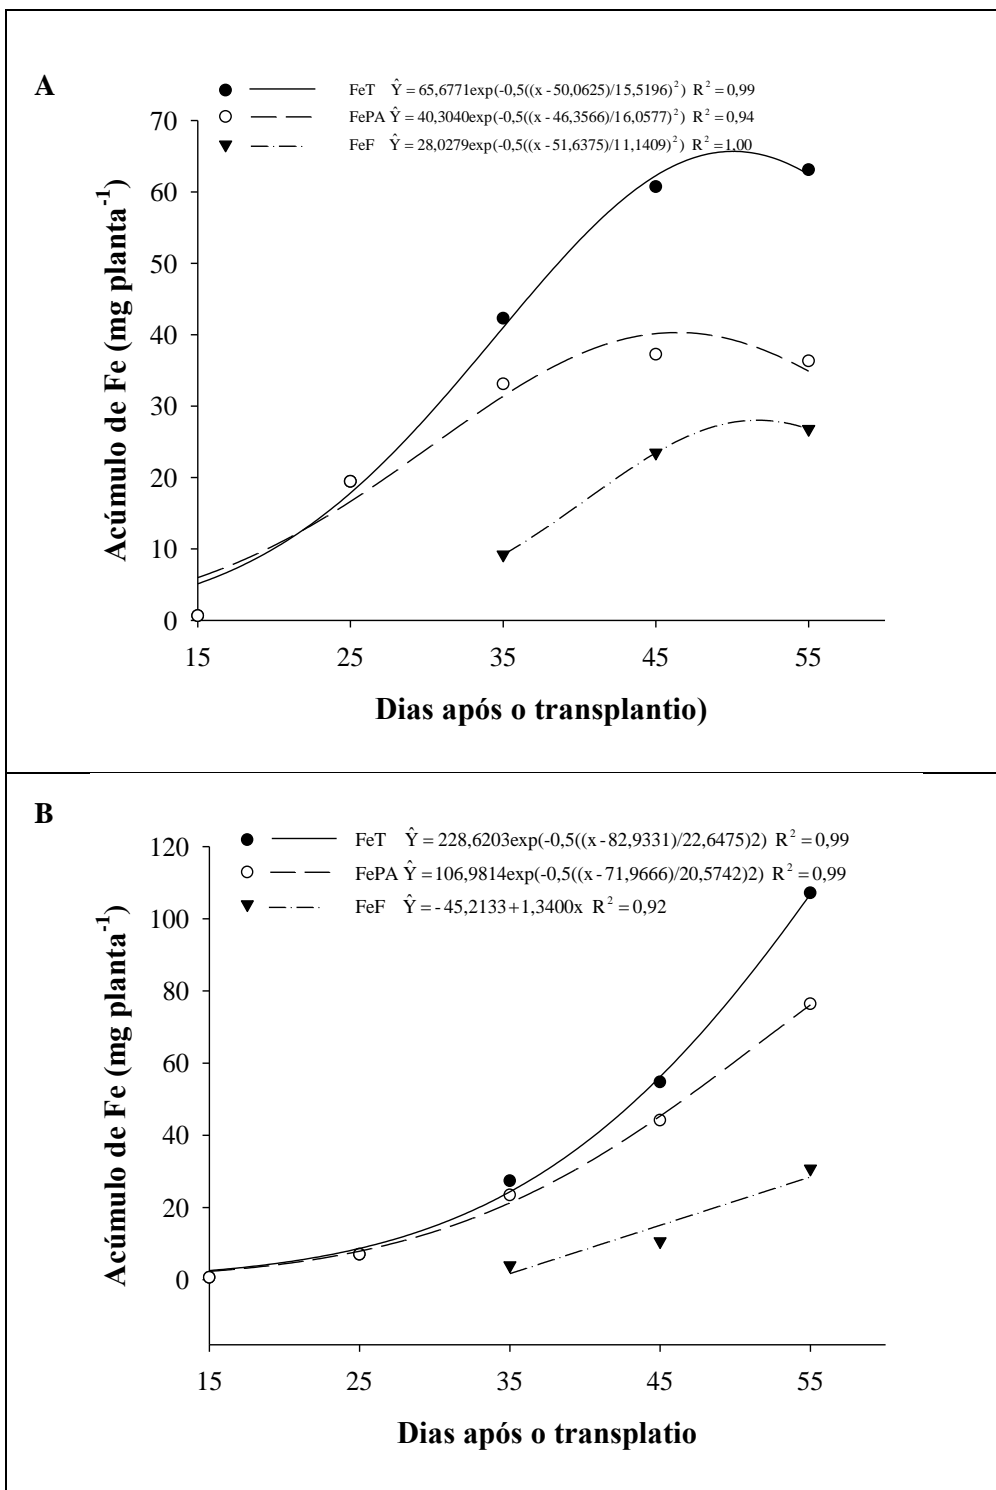 A
FeT Ŷ = 65,6771exp(-0,5((x - 50,0625)/15,5196)²) R² = 0,99
FePA Ŷ = 40,3040exp(-0,5((x - 46,3566)/16,0577)²) R² = 0,94
FeF Ŷ = 28,0279exp(-0,5((x - 51,6375)/11,1409)²) R² = 1,00
Acúmulo de Fe (mg planta⁻¹)
70
60
50
40
30
20
10
0
15 25 35 45 55
Dias após o transplantio)
B
FeT Ŷ = 228,6203exp(-0,5((x - 82,9331)/22,6475)2) R² = 0,99
FePA Ŷ = 106,9814exp(-0,5((x - 71,9666)/20,5742)2) R² = 0,99
FeF Ŷ = - 45,2133+1,3400x R² = 0,92
Acúmulo de Fe (mg planta⁻¹)
120
100
80
60
40
20
0
15 25 35 45 55
Dias após o transplatio